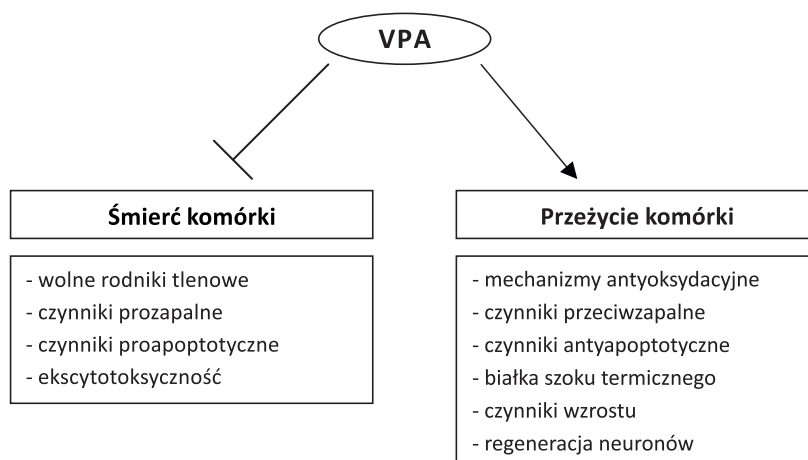 VPA
Śmierć komórki
- wolne rodniki tlenowe
- czynniki prozapalne
- czynniki proapoptotyczne
- ekscytotoksyczność
Przeżycie komórki
- mechanizmy antyoksydacyjne
- czynniki przeciwzapalne
- czynniki antyapoptotyczne
- białka szoku termicznego
- czynniki wzrostu
- regeneracja neuronów